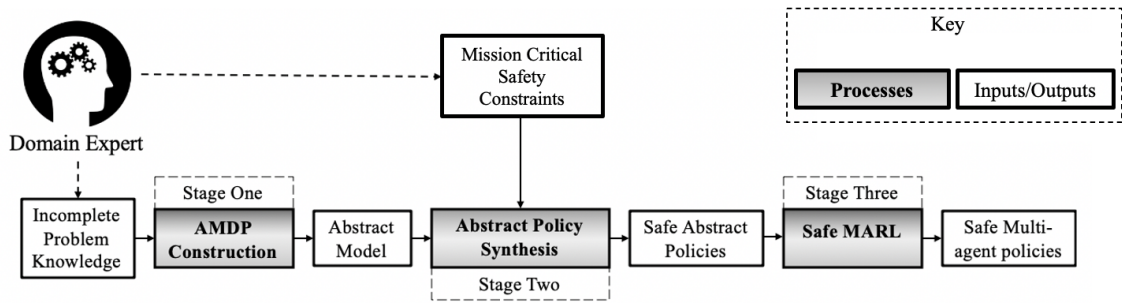 Domain Expert
Mission Critical
Safety
Constraints
Key
Processes
Inputs/Outputs
Stage One
Stage Three
Incomplete
Problem
Knowledge
AMDP
Construction
Abstract
Model
Abstract Policy
Synthesis
Safe Abstract
Policies
Safe MARL
Safe Multi-
agent policies
Stage Two